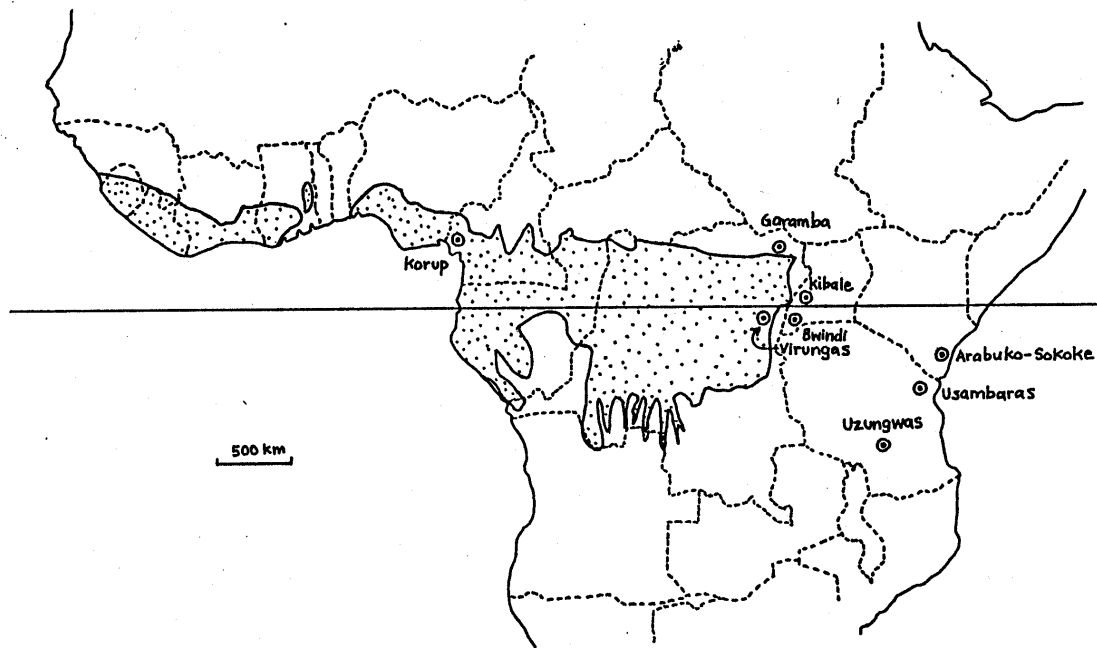 Garamba
Korup
Kibale
Bwindi
Virungas
Arabuko-Sokoke
Usambaras
Uzungwas
500 km